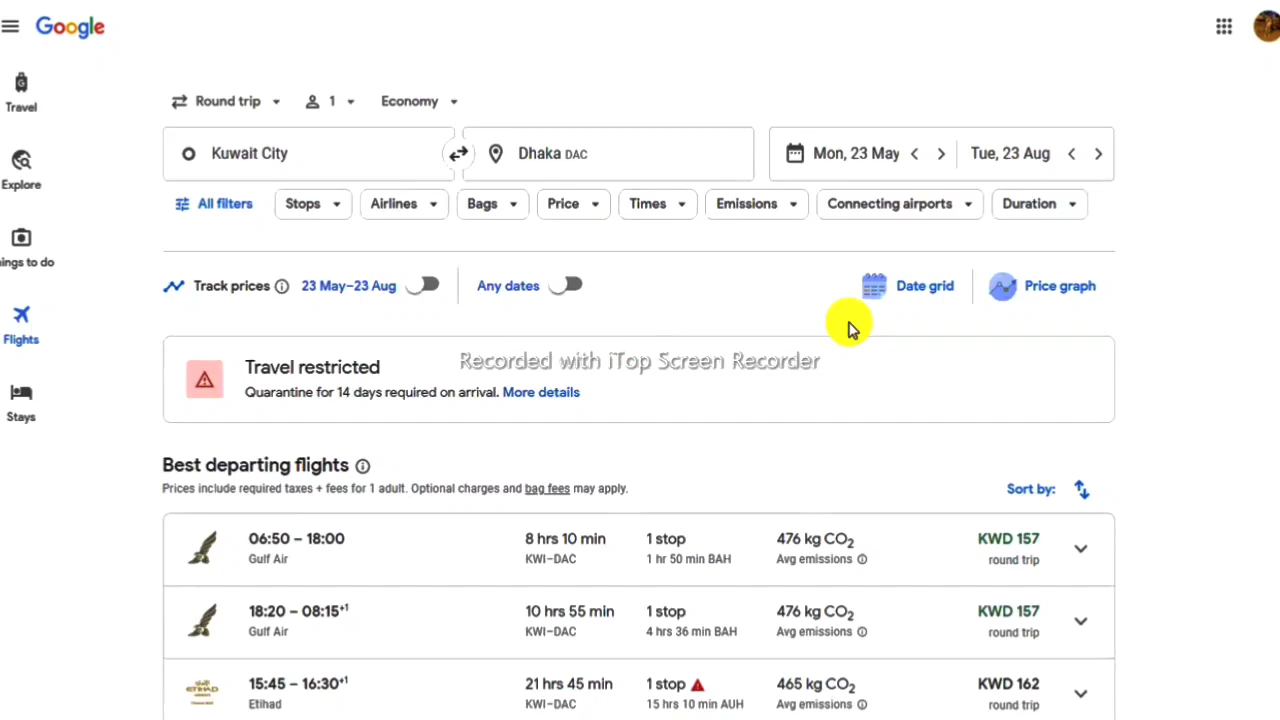 Google
Travel
Explore
ings to do
Flights
Stays
Round trip 1 Economy
Kuwait City
Dhaka DAC
Mon, 23 May
Tue, 23 Aug
All filters
Stops
Airlines
Bags
Price
Times
Emissions
Connecting airports
Duration
Track prices 23 May–23 Aug
Any dates
Date grid
Price graph
Recorded with iTop Screen Recorder
Travel restricted
Quarantine for 14 days required on arrival. More details
Best departing flights
Prices include required taxes + fees for 1 adult. Optional charges and bag fees may apply.
Sort by:
06:50 – 18:00 8 hrs 10 min 1 stop 476 kg CO2 KWD 157
Gulf Air KWI–DAC 1 hr 50 min BAH Avg emissions round trip
18:20 – 08:15+1 10 hrs 55 min 1 stop 476 kg CO2 KWD 157
Gulf Air KWI–DAC 4 hrs 36 min BAH Avg emissions round trip
15:45 – 16:30+1 21 hrs 45 min 1 stop 465 kg CO2 KWD 162
ETIHAD
Etihad KWI–DAC 15 hrs 10 min AUH Avg emissions round trip